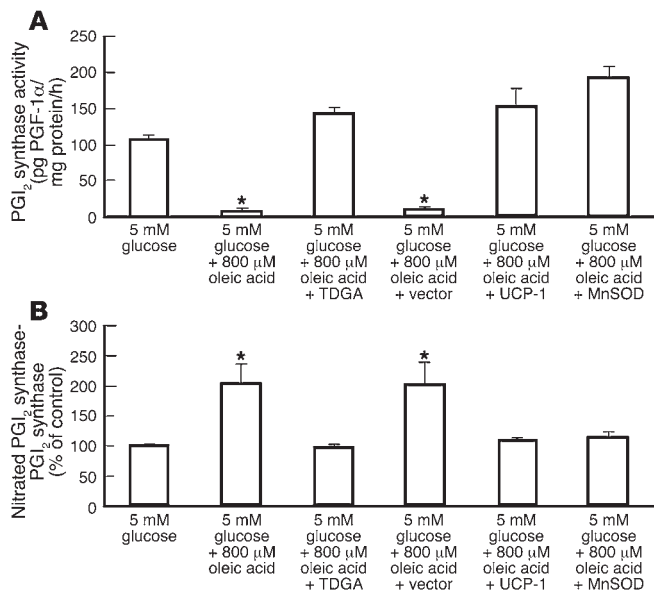 A
PGI₂ synthase activity
(pg PGF-1α/
mg protein/h)
250
200
150
100
50
0
*
*
5 mM
glucose
5 mM
glucose
+ 800 μM
oleic acid
5 mM
glucose
+ 800 μM
oleic acid
+ TDGA
5 mM
glucose
+ 800 μM
oleic acid
+ vector
5 mM
glucose
+ 800 μM
oleic acid
+ UCP-1
5 mM
glucose
+ 800 μM
oleic acid
+ MnSOD
B
Nitrated PGI₂ synthase-
PGI₂ synthase
(% of control)
300
250
200
150
100
50
0
*
*
5 mM
glucose
5 mM
glucose
+ 800 μM
oleic acid
5 mM
glucose
+ 800 μM
oleic acid
+ TDGA
5 mM
glucose
+ 800 μM
oleic acid
+ vector
5 mM
glucose
+ 800 μM
oleic acid
+ UCP-1
5 mM
glucose
+ 800 μM
oleic acid
+ MnSOD